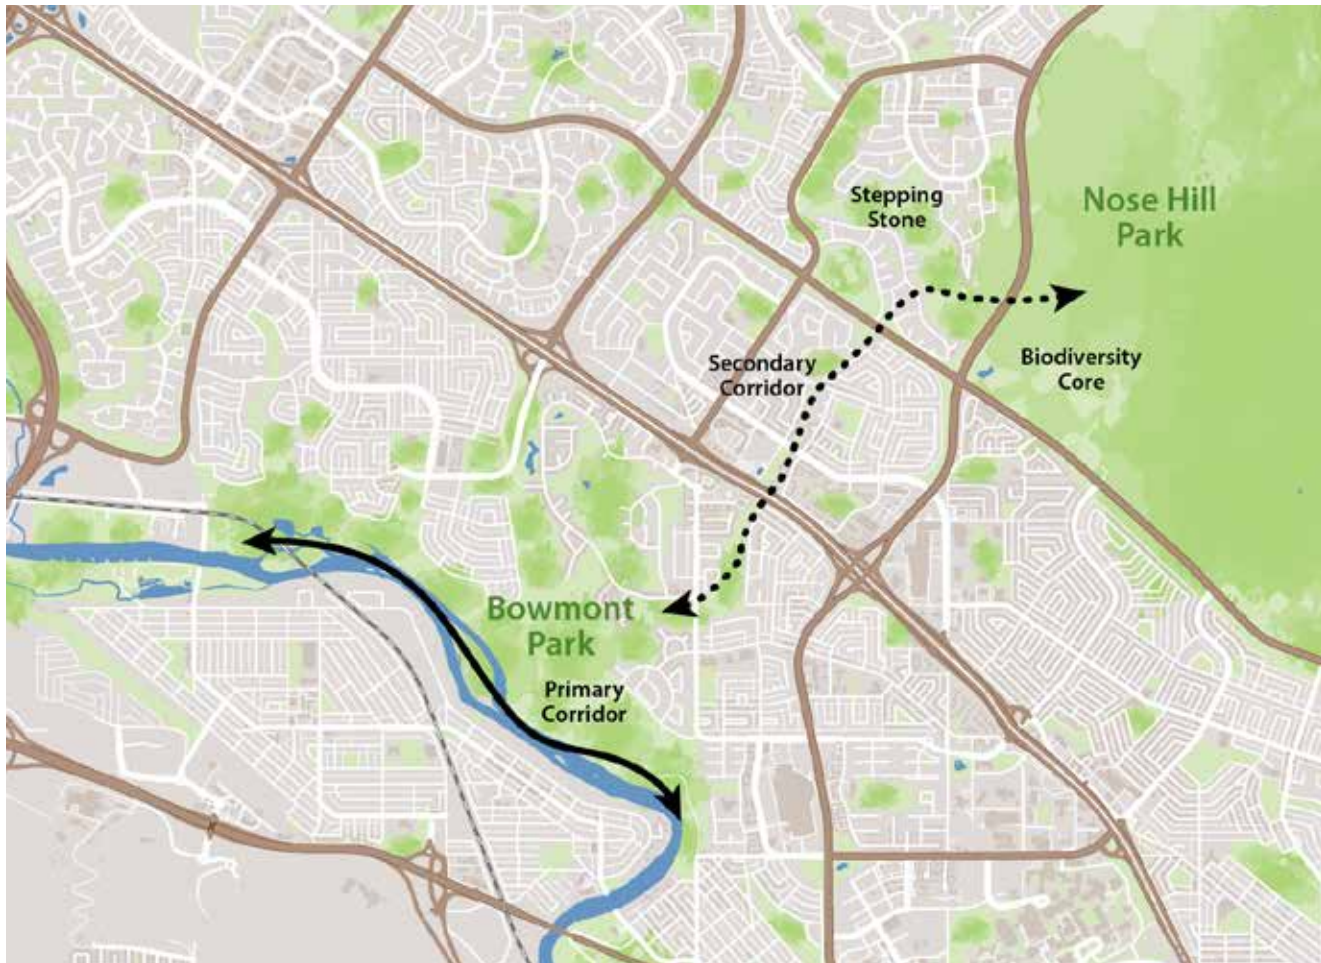 Stepping
Stone
Nose Hill
Park
Secondary
Corridor
Biodiversity
Core
Bowmont
Park
Primary
Corridor